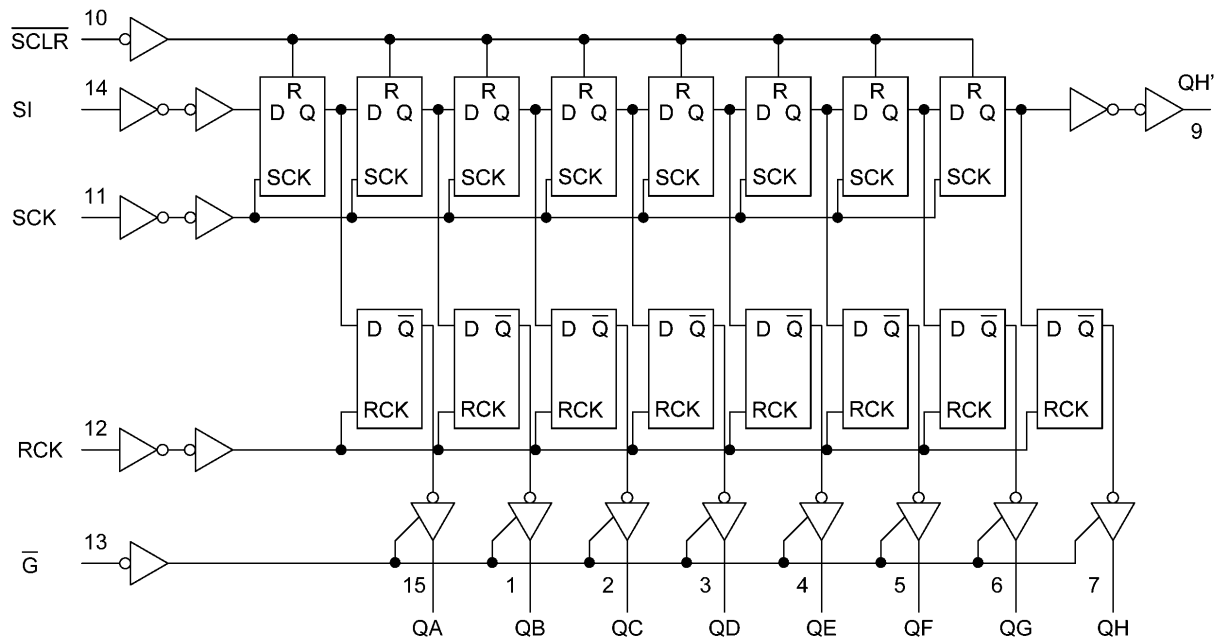 SCLR 10
R R R R R R R R
SI 14
D Q D Q D Q D Q D Q D Q D Q D Q
QH' 9
SCK SCK SCK SCK SCK SCK SCK SCK
SCK 11
D Q̅ D Q̅ D Q̅ D Q̅ D Q̅ D Q̅ D Q̅ D Q̅
RCK RCK RCK RCK RCK RCK RCK RCK
RCK 12
G̅ 13
15 1 2 3 4 5 6 7
QA QB QC QD QE QF QG QH